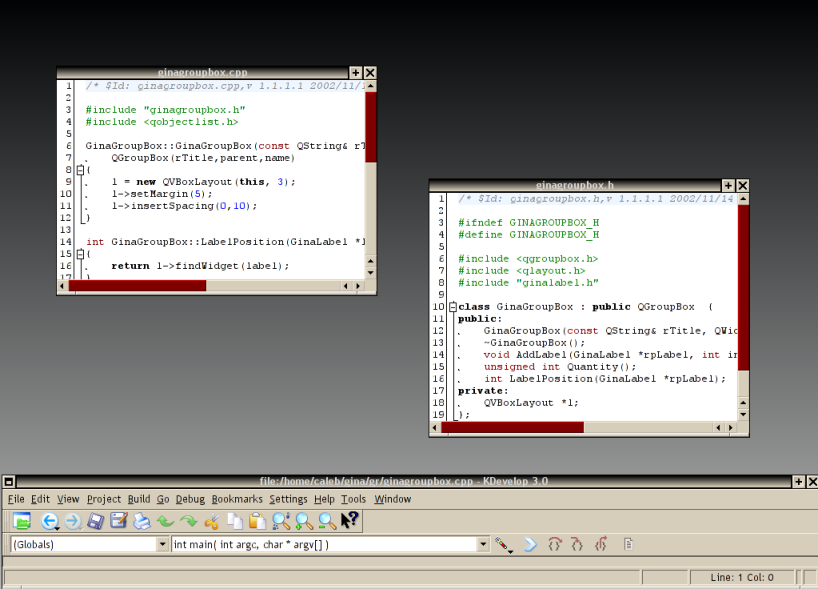 ginagroupbox.cpp
1 /* $Id: ginagroupbox.cpp,v 1.1.1.1 2002/11/1
2
3 #include "ginagroupbox.h"
4 #include <qobjectlist.h>
5
6 GinaGroupBox::GinaGroupBox(const QString& rT
7 QGroupBox(rTitle,parent,name)
8 {
9 l = new QVBoxLayout(this, 3);
10 l->setMargin(5);
11 l->insertSpacing(0,10);
12 }
13
14 int GinaGroupBox::LabelPosition(GinaLabel *l
15 {
16 return l->findWidget(label);
17 }
ginagroupbox.h
1 /* $Id: ginagroupbox.h,v 1.1.1.1 2002/11/14
2
3 #ifndef GINAGROUPBOX_H
4 #define GINAGROUPBOX_H
5
6 #include <qgroupbox.h>
7 #include <qlayout.h>
8 #include "ginalabel.h"
9
10 class GinaGroupBox : public QGroupBox {
11 public:
12 GinaGroupBox(const QString& rTitle, QWid
13 ~GinaGroupBox();
14 void AddLabel(GinaLabel *rpLabel, int in
15 unsigned int Quantity();
16 int LabelPosition(GinaLabel *rpLabel);
17 private:
18 QVBoxLayout *l;
19 };
file:/home/caleb/gina/gr/ginagroupbox.cpp - KDevelop 3.0
File Edit View Project Build Go Debug Bookmarks Settings Help Tools Window
(Globals) int main( int argc, char * argv[] )
Line: 1 Col: 0